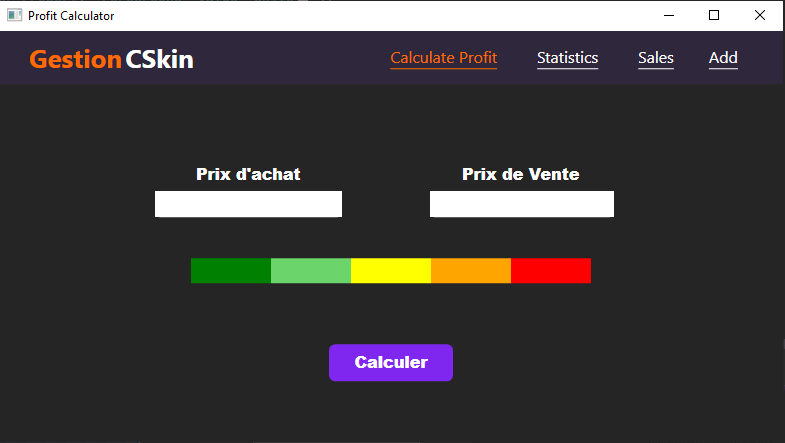 Profit Calculator
Gestion CSkin Calculate Profit Statistics Sales Add
Prix d'achat Prix de Vente
Calculer